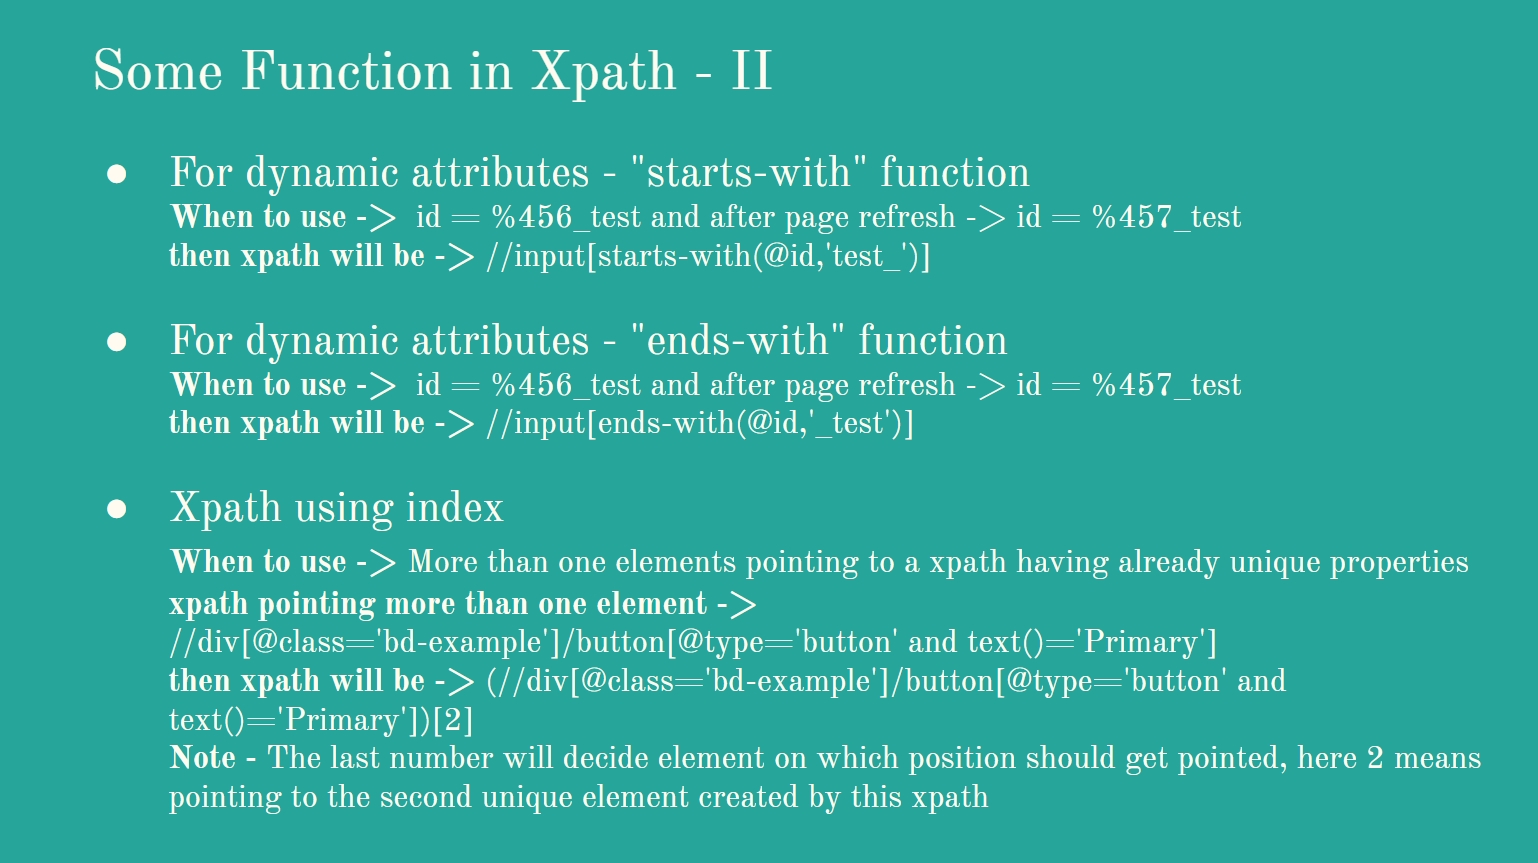 Some Function in Xpath - II
● For dynamic attributes - "starts-with" function
When to use -> id = %456_test and after page refresh -> id = %457_test
then xpath will be -> //input[starts-with(@id,'test_')]
● For dynamic attributes - "ends-with" function
When to use -> id = %456_test and after page refresh -> id = %457_test
then xpath will be -> //input[ends-with(@id,'_test')]
● Xpath using index
When to use -> More than one elements pointing to a xpath having already unique properties
xpath pointing more than one element ->
//div[@class='bd-example']/button[@type='button' and text()='Primary']
then xpath will be -> (//div[@class='bd-example']/button[@type='button' and
text()='Primary'])[2]
Note - The last number will decide element on which position should get pointed, here 2 means
pointing to the second unique element created by this xpath